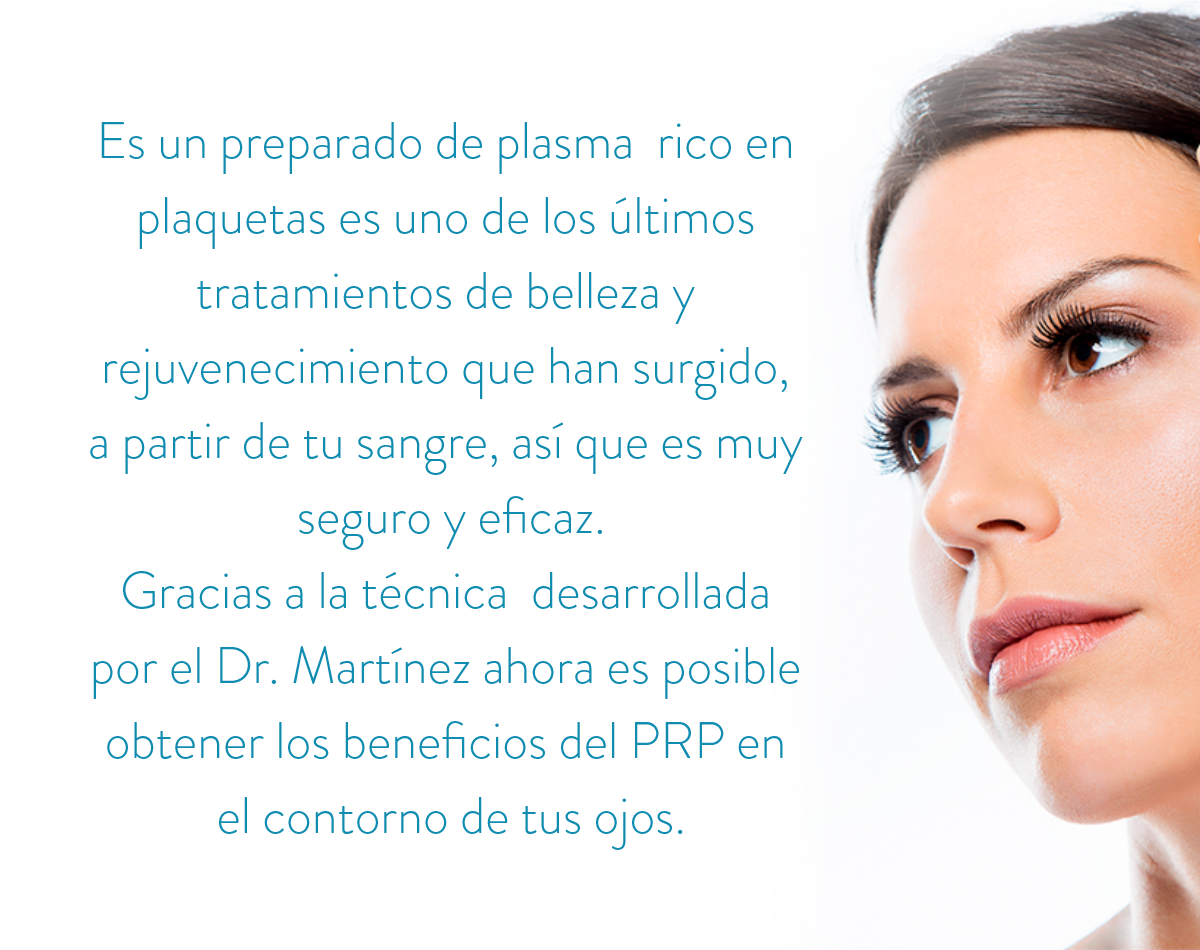 Es un preparado de plasma  rico en
plaquetas es uno de los últimos
tratamientos de belleza y
rejuvenecimiento que han surgido,
a partir de tu sangre, así que es muy
seguro y eficaz.
Gracias a la técnica  desarrollada
por el Dr. Martínez ahora es posible
obtener los beneficios del PRP en
el contorno de tus ojos.